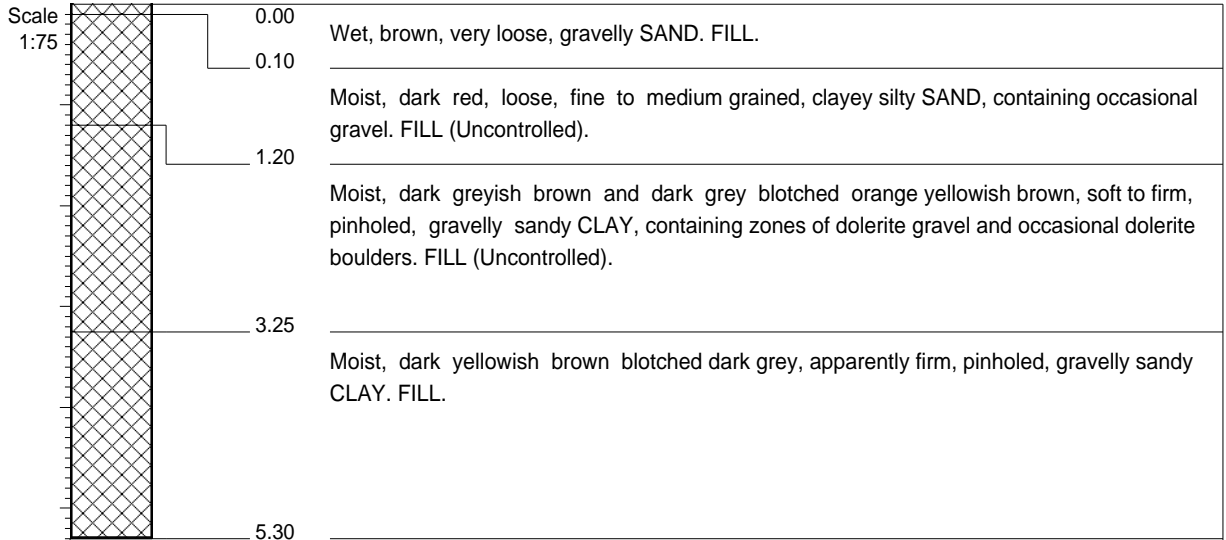 Scale
1:75
0.00
Wet, brown, very loose, gravelly SAND. FILL.
0.10
Moist, dark red, loose, fine to medium grained, clayey silty SAND, containing occasional
gravel. FILL (Uncontrolled).
1.20
Moist, dark greyish brown and dark grey blotched orange yellowish brown, soft to firm,
pinholed, gravelly sandy CLAY, containing zones of dolerite gravel and occasional dolerite
boulders. FILL (Uncontrolled).
3.25
Moist, dark yellowish brown blotched dark grey, apparently firm, pinholed, gravelly sandy
CLAY. FILL.
5.30